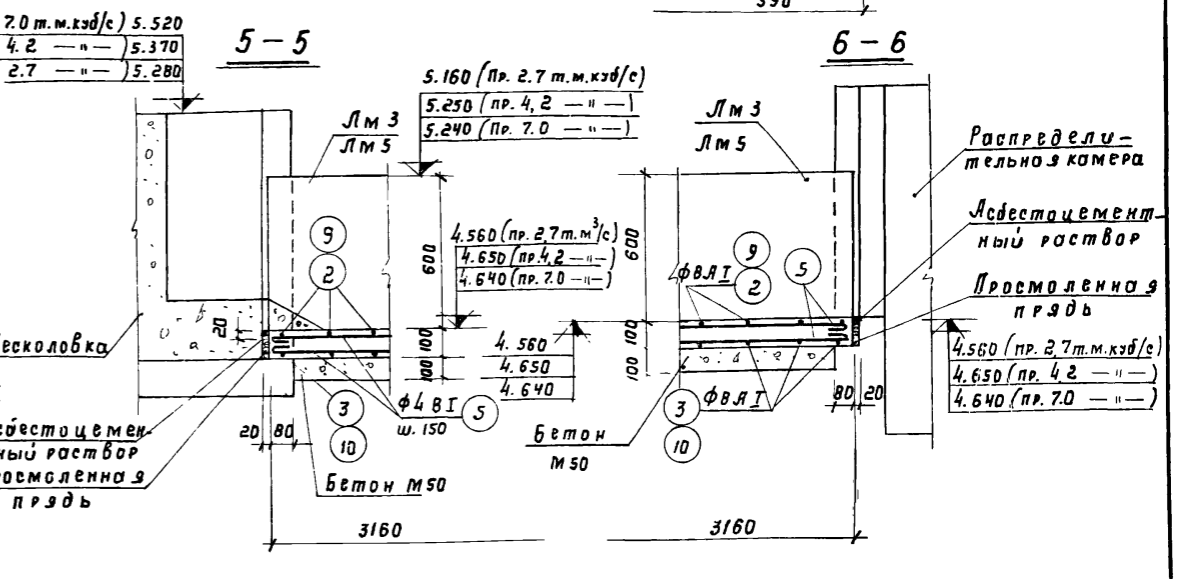 390
7.0 т.м.куб/с) 5.520
4.2 — " — ) 5.370
2.7 — " — ) 5.280
5 – 5
5.160 (Пр. 2.7 т.м.куб/с)
5.250 (пр. 4,2 — " — )
5.240 (Пр. 7.0 — " — )
Лм 3
Лм 5
9
2
600
4.560 (пр. 2,7 т.м³/с)
4.650 (пр. 4,2 — " — )
4.640 (пр. 7.0 — " — )
20
100
100
4.560
4.650
4.640
есколовка
сбестоцемен-
ный раствор
осмоленная
прядь
20
80
3
10
ф4 ВI
ш. 150
5
Бетон М50
3160
6 – 6
Лм 3
Лм 5
Распредели-
тельная камера
Асбестоцемент-
ный раствор
Просмоленная
прядь
600
9
2
5
ф8АI
100
100
ф8АI
80
20
3
10
Бетон
М50
4.560 (пр. 2,7 т.м.куб/с)
4.650 (пр. 4,2 — " — )
4.640 (пр. 7.0 — " — )
3160